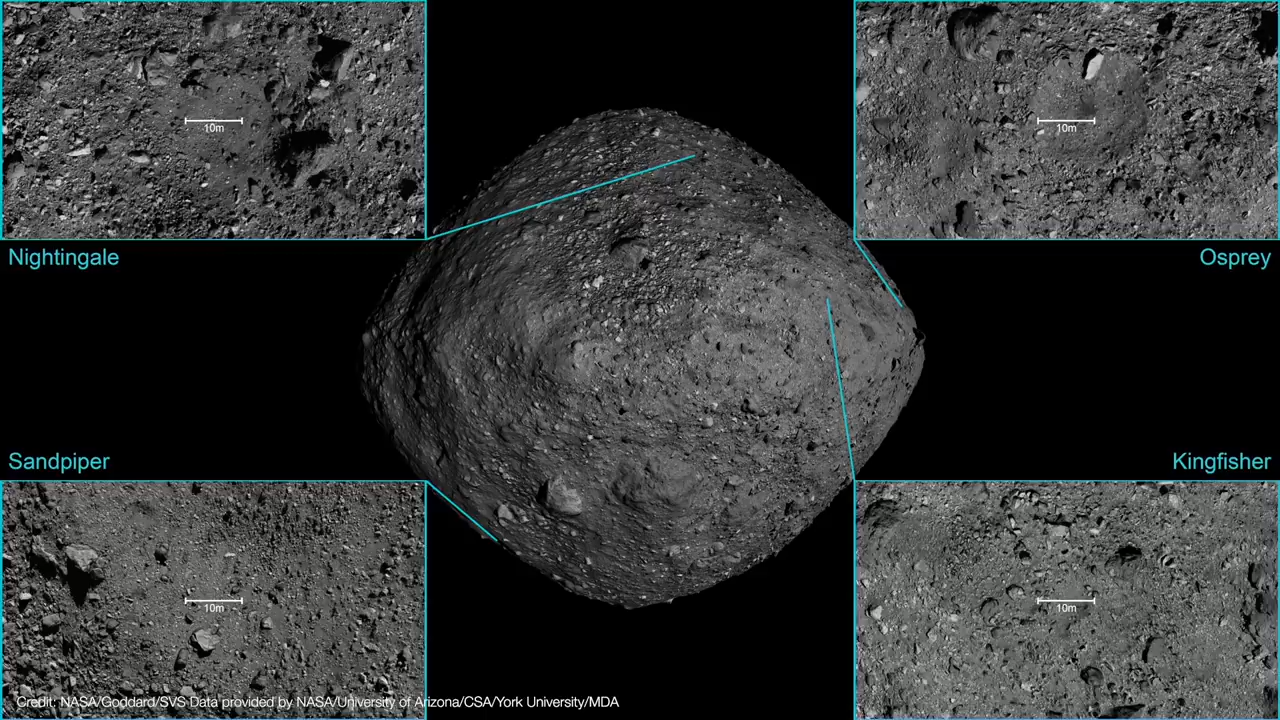 10m
10m
Nightingale
Osprey
Sandpiper
Kingfisher
10m
10m
Credit: NASA/Goddard/SVS Data provided by NASA/University of Arizona/CSA/York University/MDA